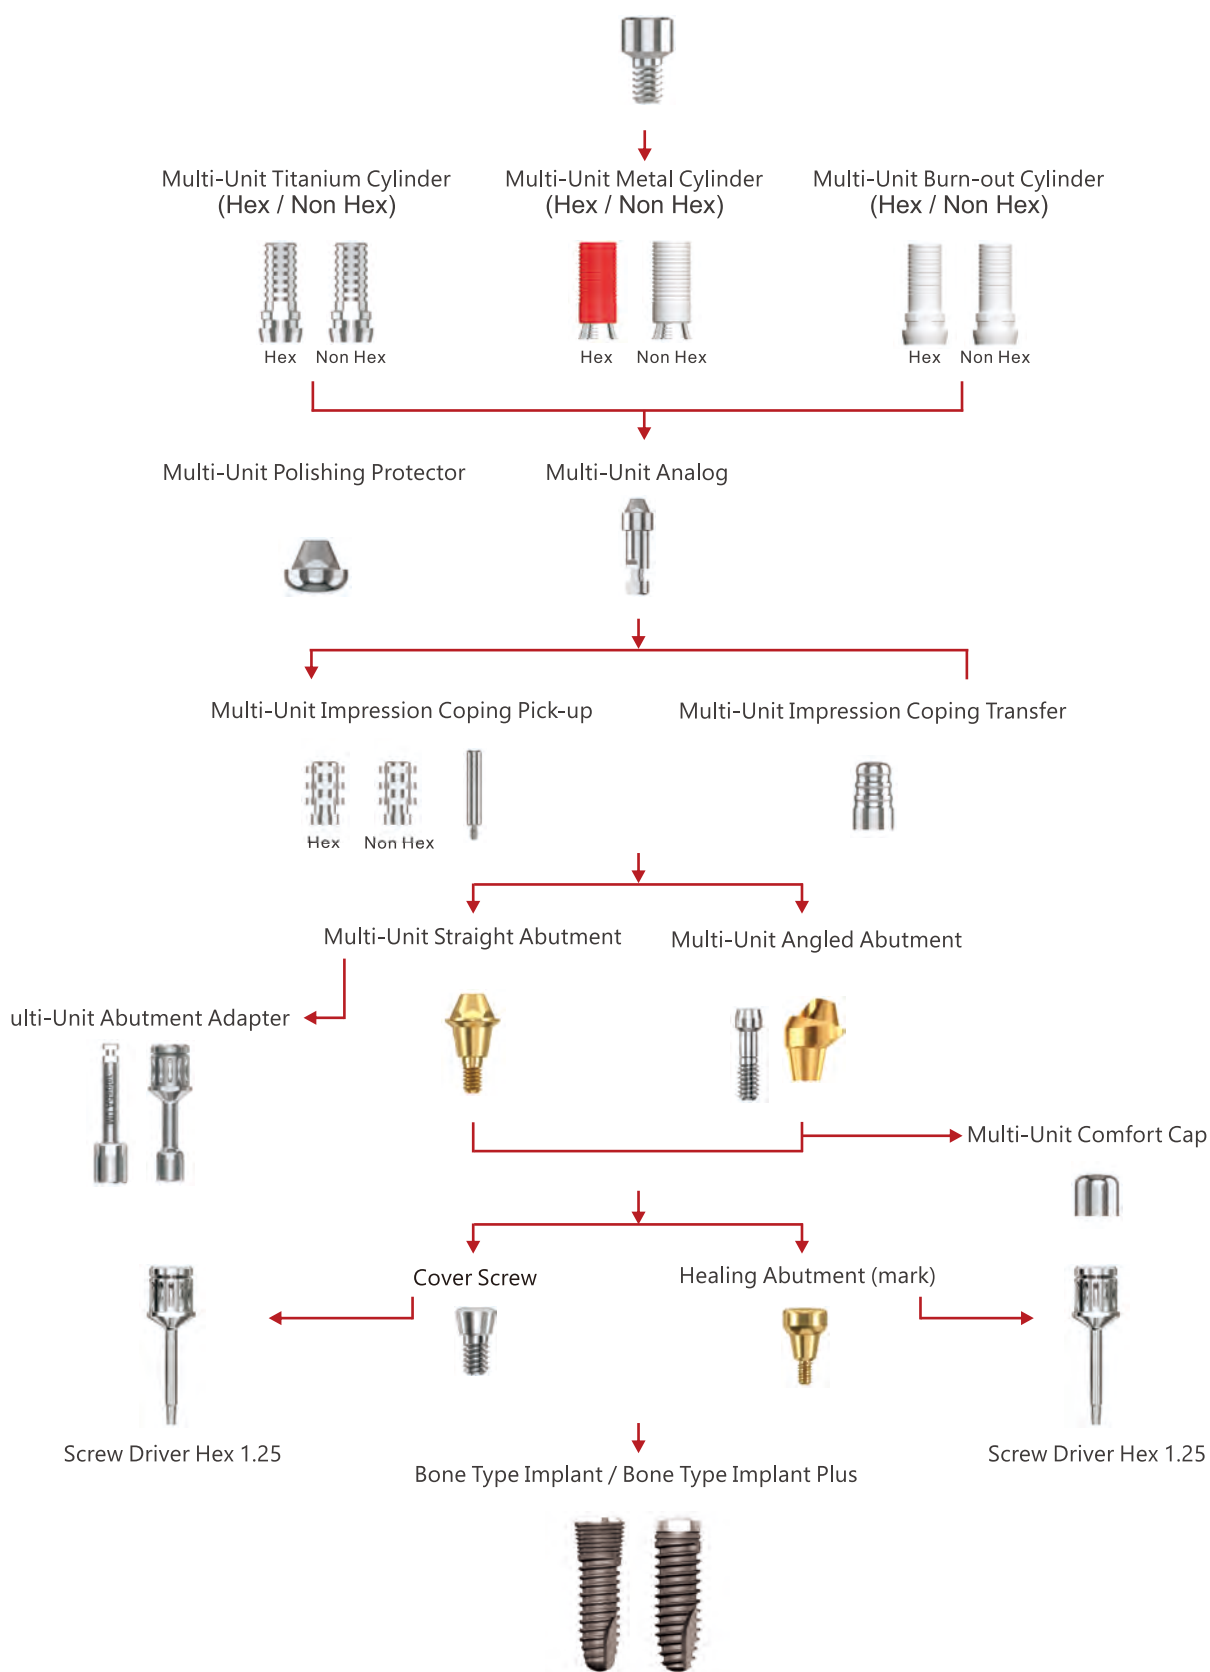 Multi-Unit Titanium Cylinder
(Hex / Non Hex)
Multi-Unit Metal Cylinder
(Hex / Non Hex)
Multi-Unit Burn-out Cylinder
(Hex / Non Hex)
Hex
Non Hex
Hex
Non Hex
Hex
Non Hex
Multi-Unit Polishing Protector
Multi-Unit Analog
Multi-Unit Impression Coping Pick-up
Multi-Unit Impression Coping Transfer
Hex
Non Hex
Multi-Unit Straight Abutment
Multi-Unit Angled Abutment
ulti-Unit Abutment Adapter
Multi-Unit Comfort Cap
Cover Screw
Healing Abutment (mark)
Screw Driver Hex 1.25
Screw Driver Hex 1.25
Bone Type Implant / Bone Type Implant Plus